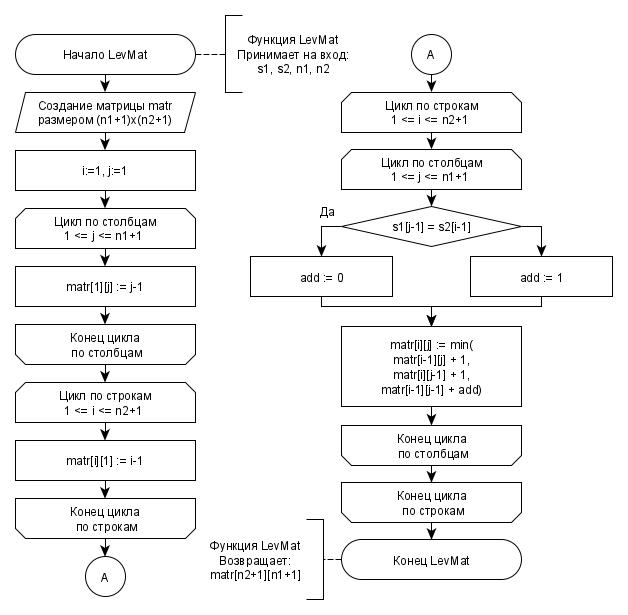 Начало LevMat
Функция LevMat
Принимает на вход:
s1, s2, n1, n2
Создание матрицы matr
размером (n1+1)x(n2+1)
i:=1, j:=1
Цикл по столбцам
1 <= j <= n1+1
matr[1][j] := j-1
Конец цикла
по столбцам
Цикл по строкам
1 <= i <= n2+1
matr[i][1] := i-1
Конец цикла
по строкам
A
A
Цикл по строкам
1 <= i <= n2+1
Цикл по столбцам
1 <= j <= n1+1
Да
s1[j-1] = s2[i-1]
add := 0
add := 1
matr[i][j] := min(
matr[i-1][j] + 1,
matr[i][j-1] + 1,
matr[i-1][j-1] + add)
Конец цикла
по столбцам
Конец цикла
по строкам
Функция LevMat
Возвращает:
matr[n2+1][n1+1]
Конец LevMat